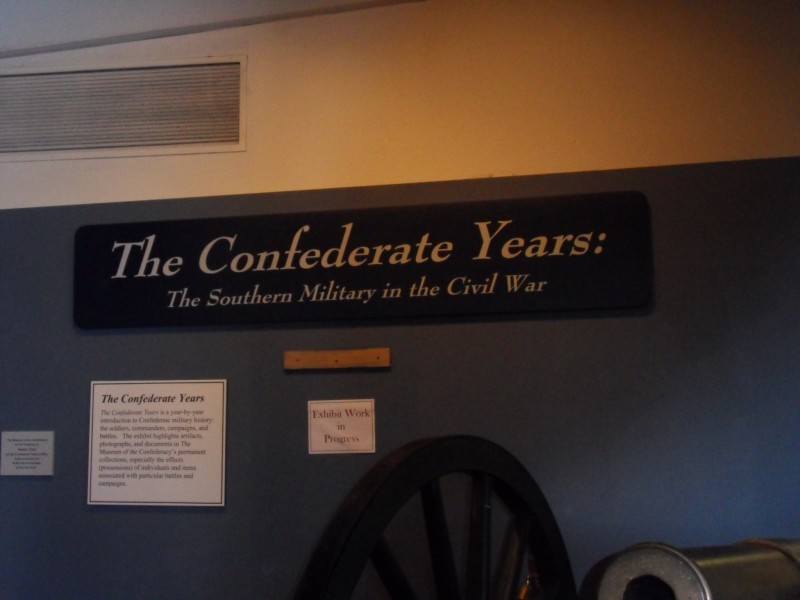 The Confederate Years:
The Southern Military in the Civil War
The Confederate Years
The Confederate Years is a year-by-year
introduction to Confederate military history:
the soldiers, commanders, campaigns, and
battles. The exhibit highlights artifacts,
photographs, and documents in The
Museum of the Confederacy's permanent
collections, especially the effects
(possessions) of individuals and items
associated with particular battles and
campaigns.
Exhibit Work
in
Progress